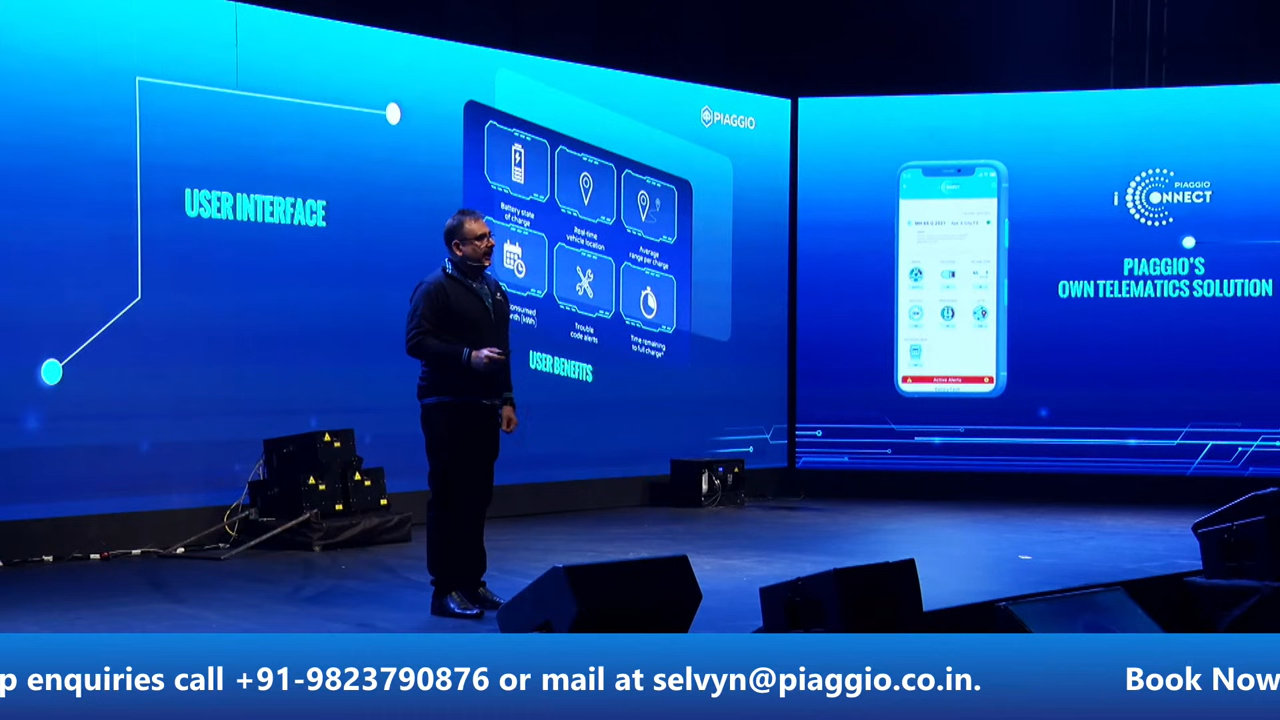 PIAGGIO
USER INTERFACE
Battery state
of charge
Real-time
vehicle location
Average
range per charge
Trouble
code alerts
Time remaining
to full charge*
USER BENEFITS
i CONNECT
PIAGGIO
PIAGGIO'S
OWN TELEMATICS SOLUTION
Active Alerts
p enquiries call +91-9823790876 or mail at selvyn@piaggio.co.in.
Book Now